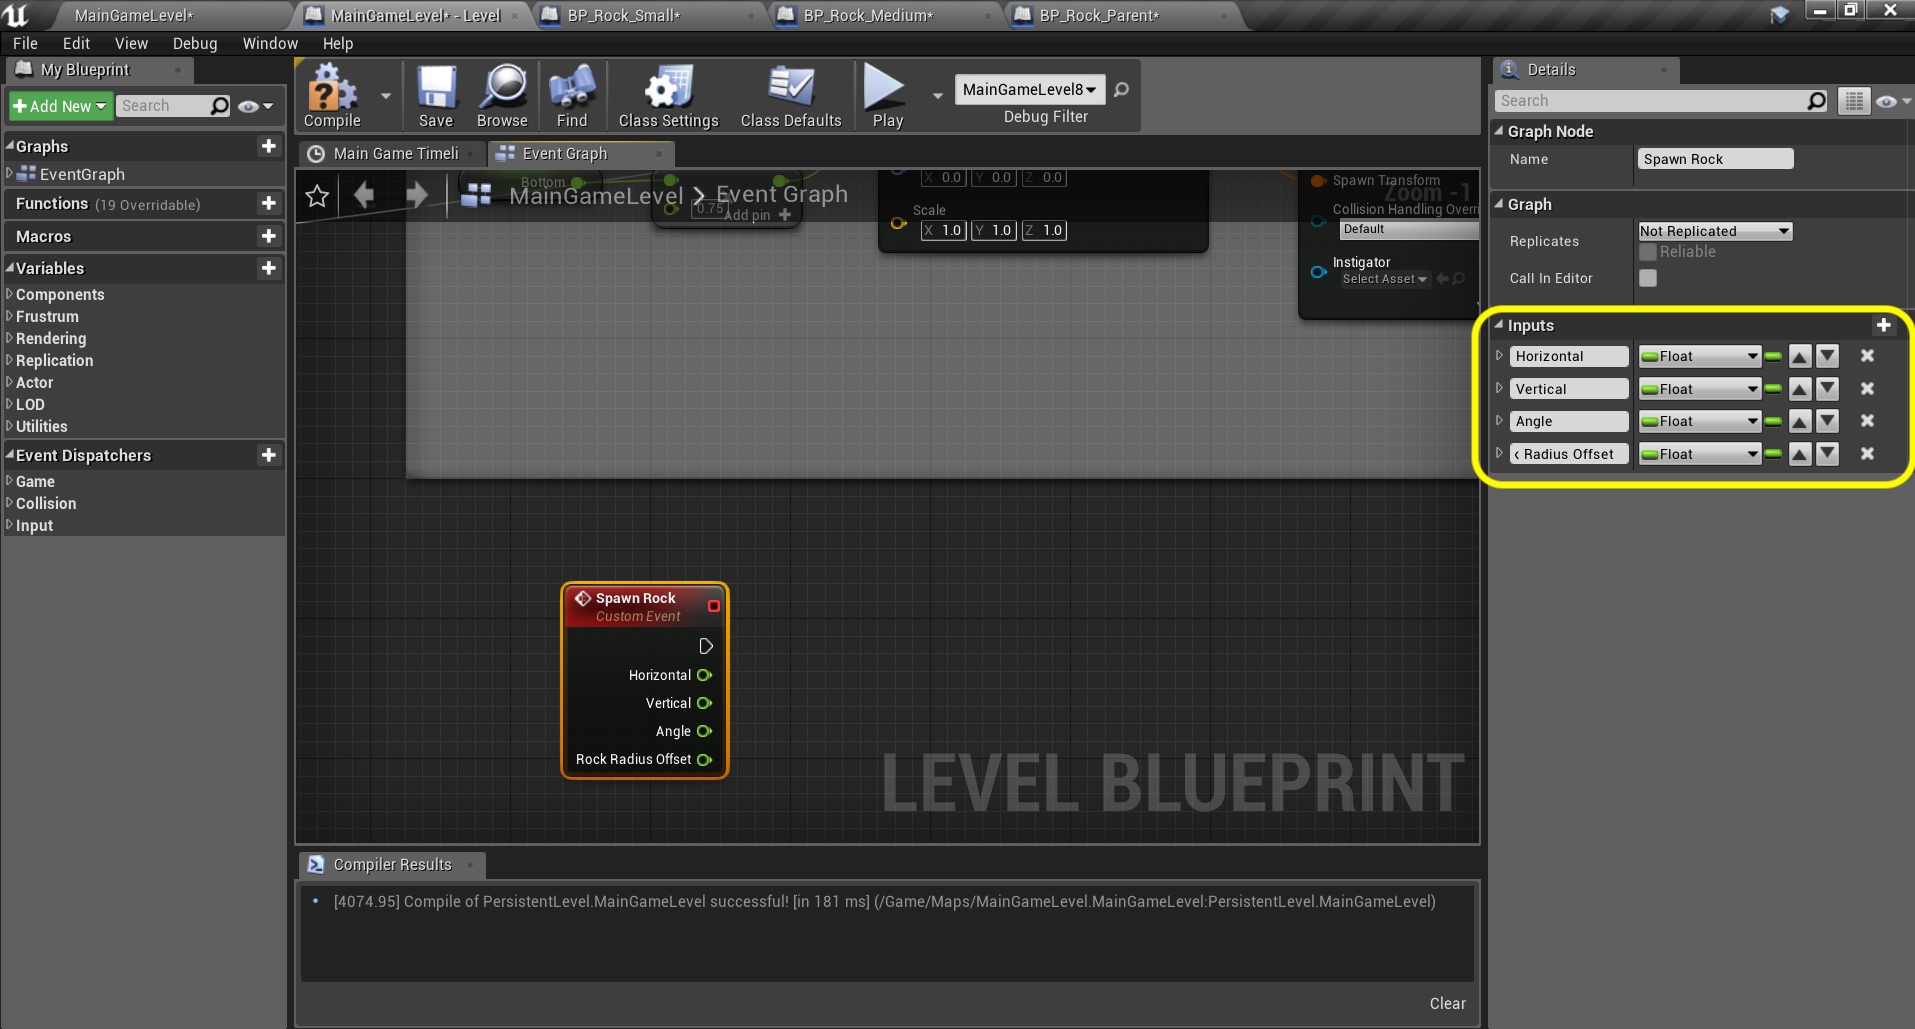 MainGameLevel*
MainGameLevel* - Level
BP_Rock_Small*
BP_Rock_Medium*
BP_Rock_Parent*
File Edit View Debug Window Help
My Blueprint
Add New
Search
Graphs
EventGraph
Functions (19 Overridable)
Macros
Variables
Components
Frustrum
Rendering
Replication
Actor
LOD
Utilities
Event Dispatchers
Game
Collision
Input
Compile
Save
Browse
Find
Class Settings
Class Defaults
Play
MainGameLevel8
Debug Filter
Main Game Timeli
Event Graph
MainGameLevel > Event Graph
Zoom -1
Bottom
0.75
Add pin
X 0.0 Y 0.0 Z 0.0
Scale
X 1.0 Y 1.0 Z 1.0
Spawn Transform
Collision Handling Overri
Default
Instigator
Select Asset
Spawn Rock
Custom Event
Horizontal
Vertical
Angle
Rock Radius Offset
LEVEL BLUEPRINT
Compiler Results
[4074.95] Compile of PersistentLevel.MainGameLevel successful! [in 181 ms] (/Game/Maps/MainGameLevel.MainGameLevel:PersistentLevel.MainGameLevel)
Clear
Details
Search
Graph Node
Name Spawn Rock
Graph
Replicates Not Replicated
Reliable
Call In Editor
Inputs
Horizontal Float
Vertical Float
Angle Float
Radius Offset Float